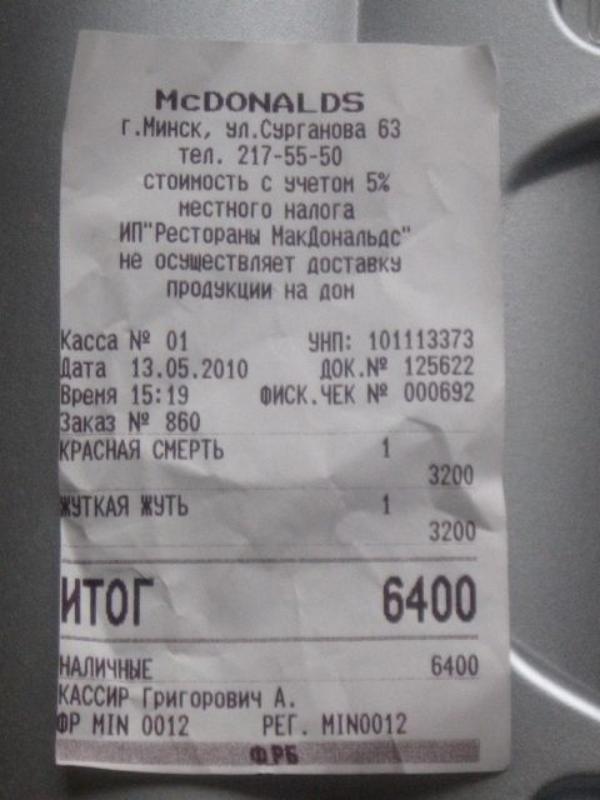 McDONALDS
г.Минск, ул.Сурганова 63
тел. 217-55-50
стоимость с учетом 5%
местного налога
ИП"Рестораны МакДональдс"
не осуществляет доставку
продукции на дом
Касса № 01 УНП: 101113373
Дата 13.05.2010 ДОК.№ 125622
Время 15:19 ФИСК.ЧЕК № 000692
Заказ № 860
КРАСНАЯ СМЕРТЬ 1
3200
ЖУТКАЯ ЖУТЬ 1
3200
ИТОГ 6400
НАЛИЧНЫЕ 6400
КАССИР Григорович А.
ФР MIN 0012 РЕГ. MIN0012
ФРБ